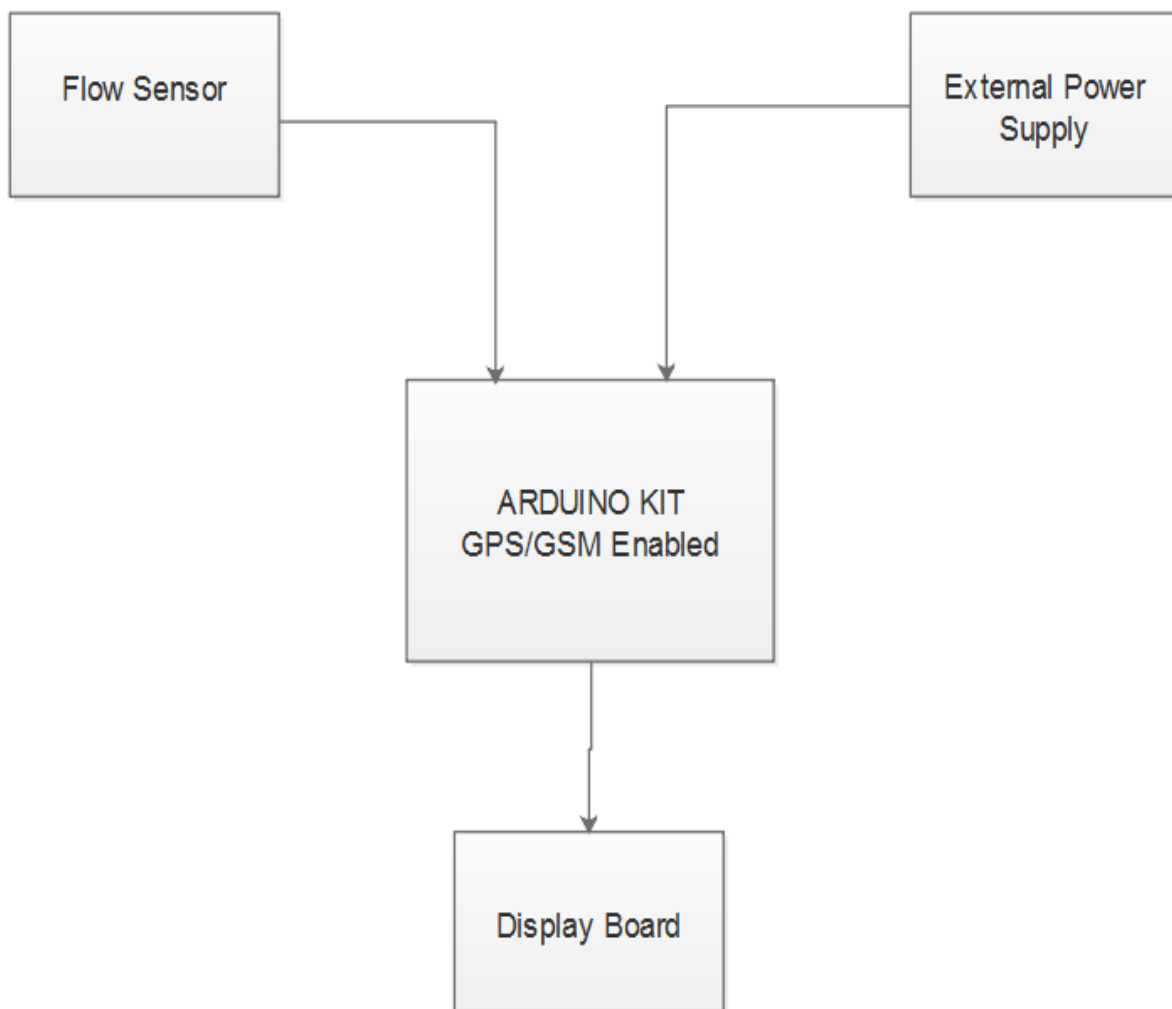 Flow Sensor
External Power
Supply
ARDUINO KIT
GPS/GSM Enabled
Display Board